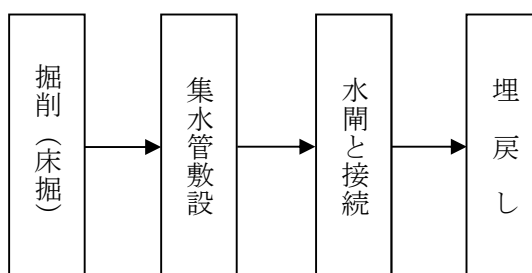 掘削（床掘）
集水管敷設
水閘と接続
埋戻し